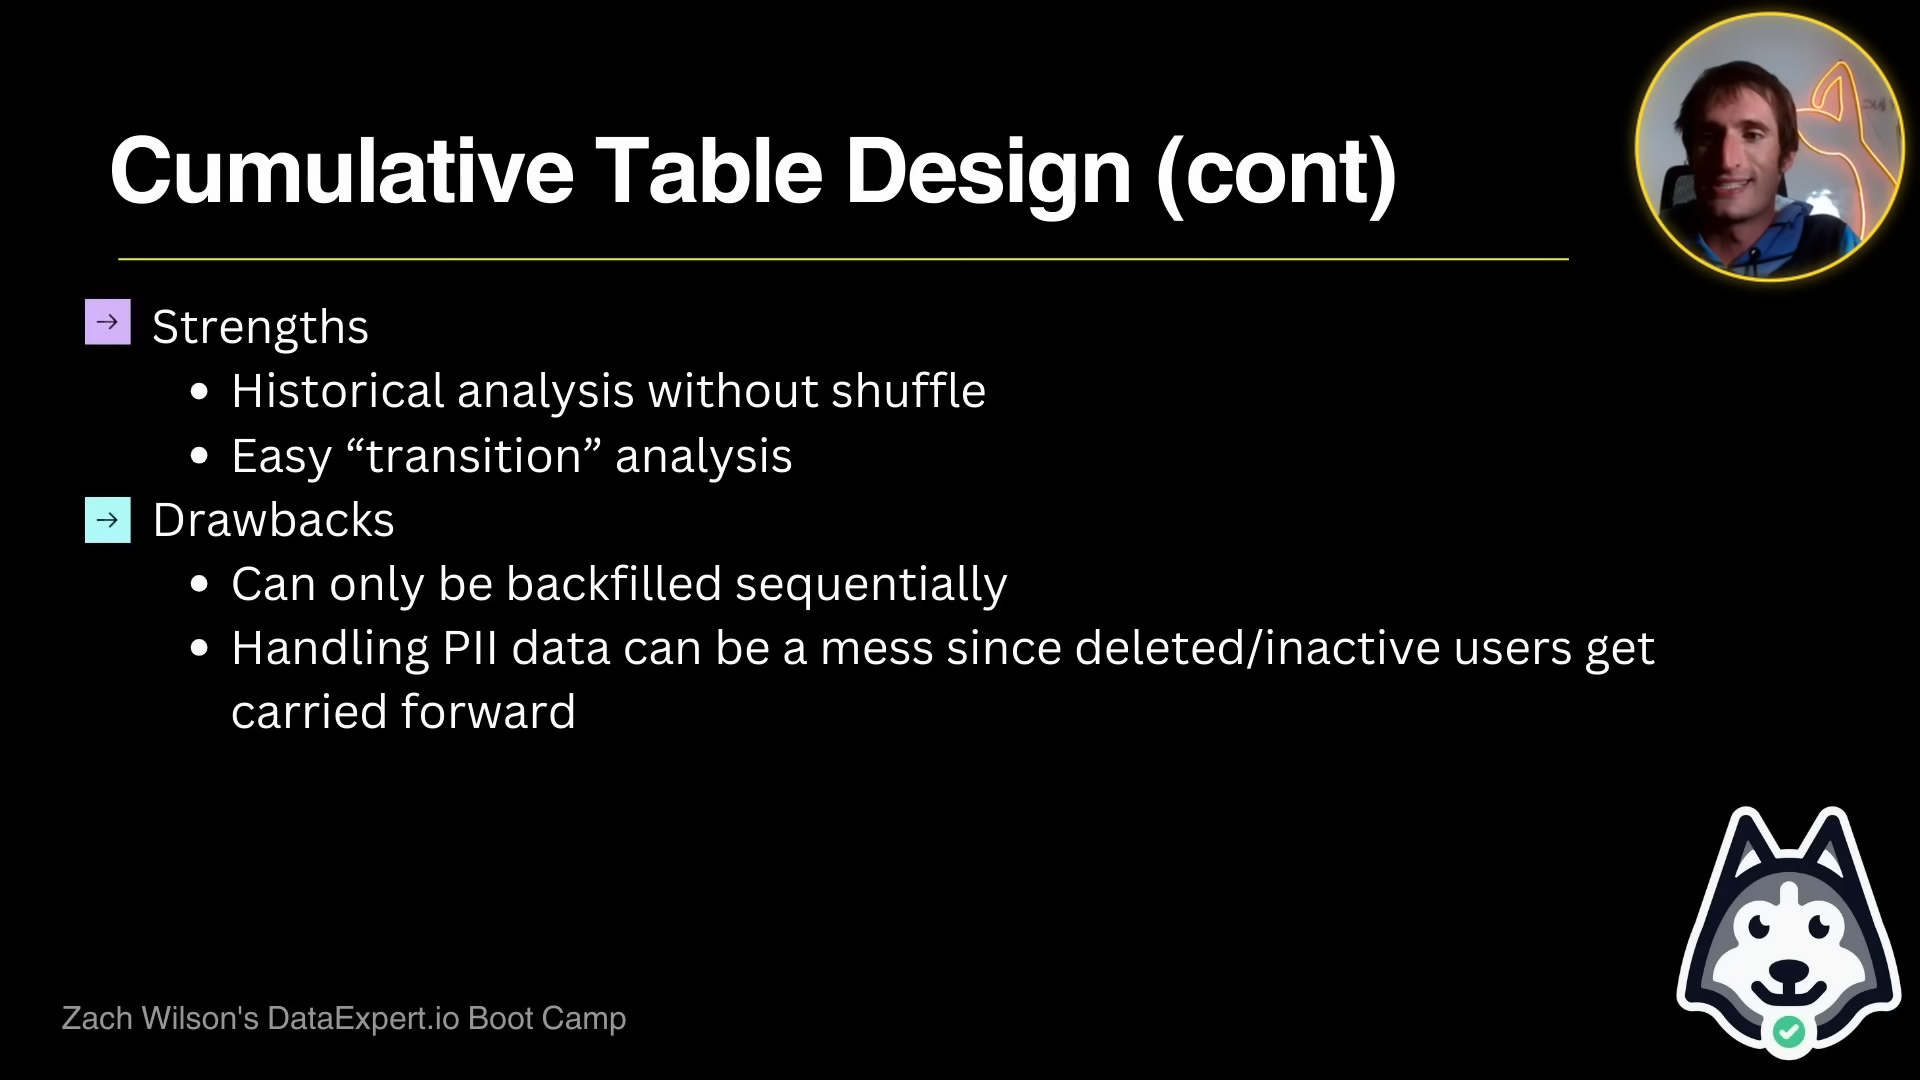 Cumulative Table Design (cont)
→ Strengths
• Historical analysis without shuffle
• Easy “transition” analysis
→ Drawbacks
• Can only be backfilled sequentially
• Handling PII data can be a mess since deleted/inactive users get
carried forward
Zach Wilson's DataExpert.io Boot Camp